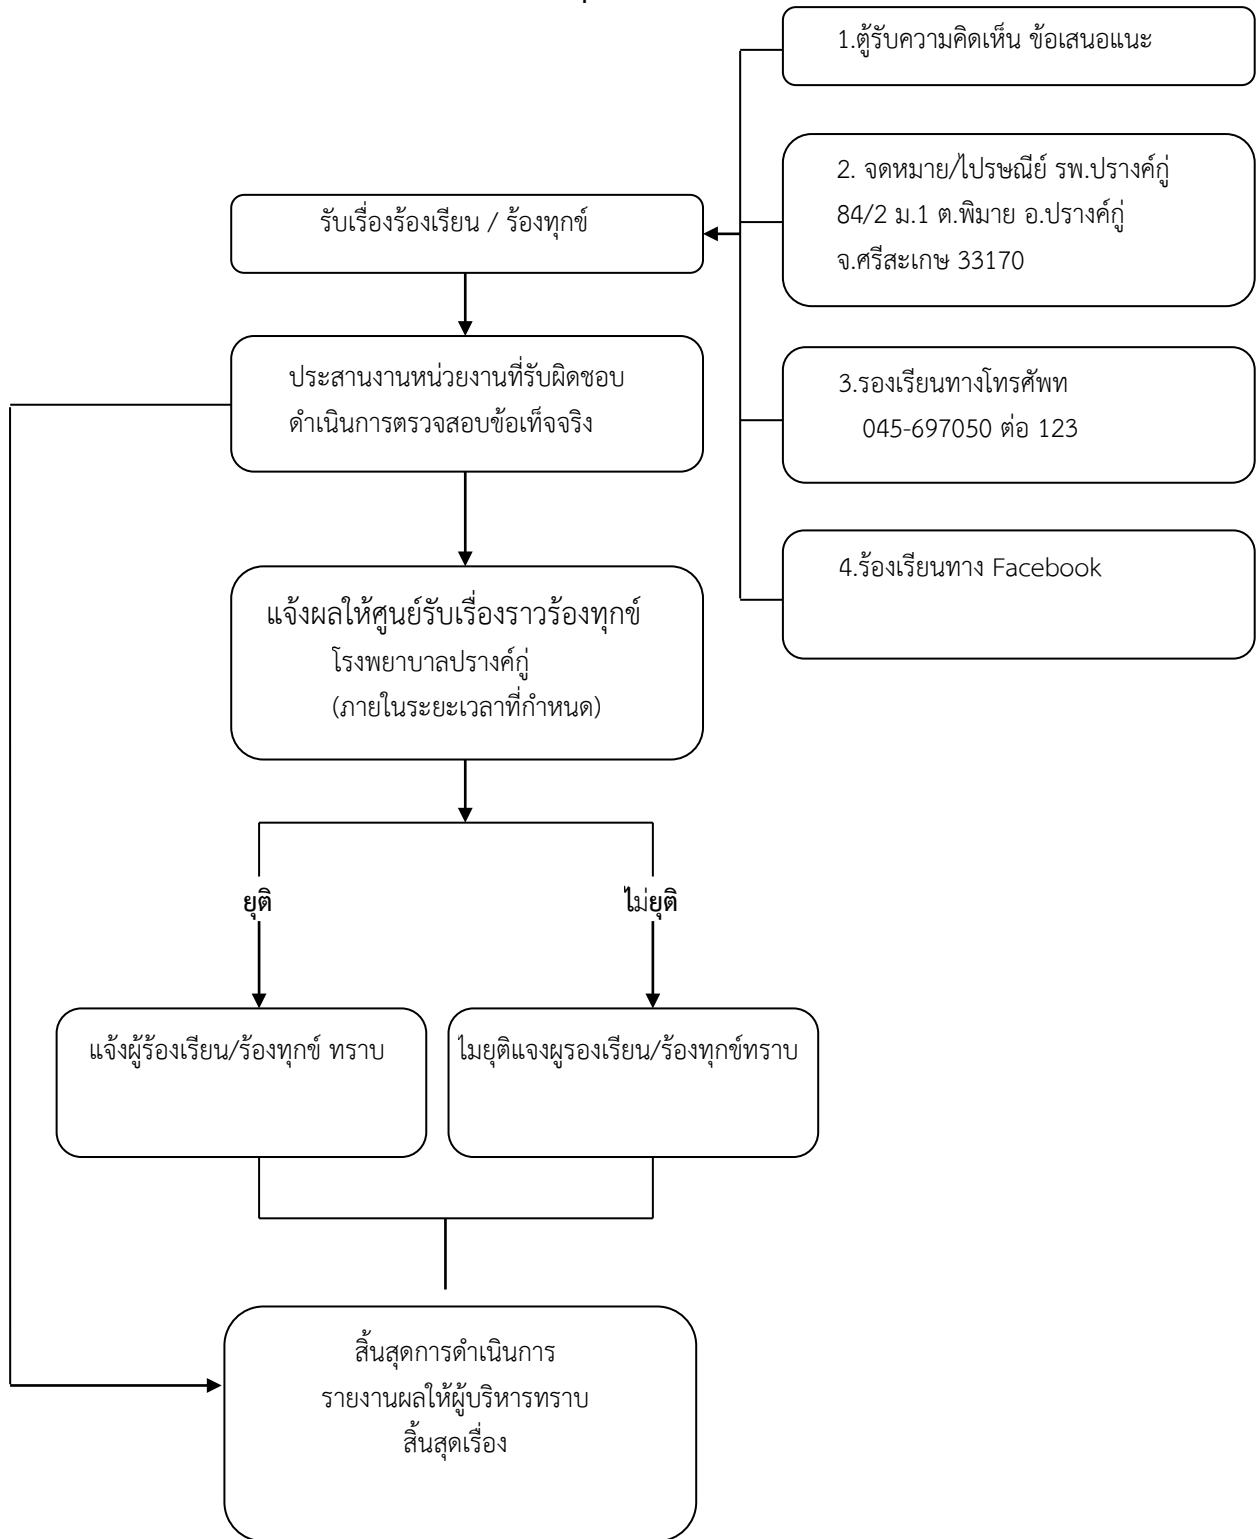 1.ตู้รับความคิดเห็น ข้อเสนอแนะ
2. จดหมาย/ไปรษณีย์ รพ.ปรางค์กู่
84/2 ม.1 ต.พิมาย อ.ปรางค์กู่
จ.ศรีสะเกษ 33170
รับเรื่องร้องเรียน / ร้องทุกข์
ประสานงานหน่วยงานที่รับผิดชอบ
ดำเนินการตรวจสอบข้อเท็จจริง
3.รองเรียนทางโทรศัพท
045-697050 ต่อ 123
4.ร้องเรียนทาง Facebook
แจ้งผลให้ศูนย์รับเรื่องราวร้องทุกข์
โรงพยาบาลปรางค์กู่
(ภายในระยะเวลาที่กำหนด)
ยุติ
ไม่ยุติ
แจ้งผู้ร้องเรียน/ร้องทุกข์ ทราบ
ไมยุติแจงผูรองเรียน/ร้องทุกข์ทราบ
สิ้นสุดการดำเนินการ
รายงานผลให้ผู้บริหารทราบ
สิ้นสุดเรื่อง